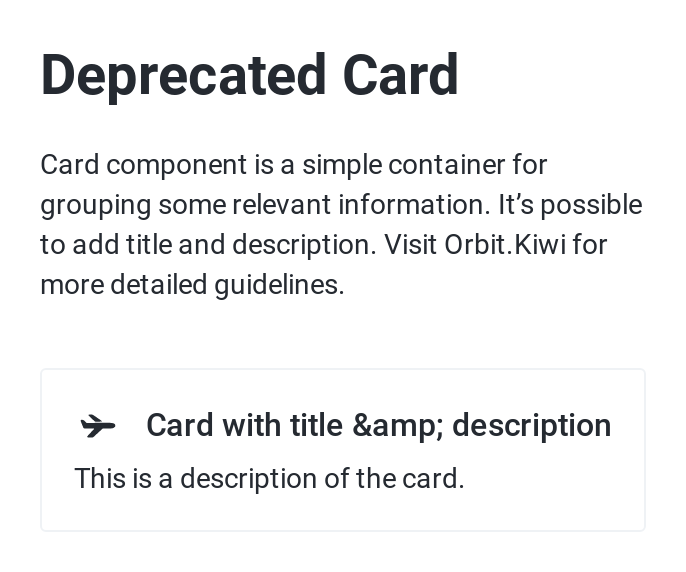 Deprecated Card
Card component is a simple container for
grouping some relevant information. It’s possible
to add title and description. Visit Orbit.Kiwi for
more detailed guidelines.
Card with title &amp; description
This is a description of the card.